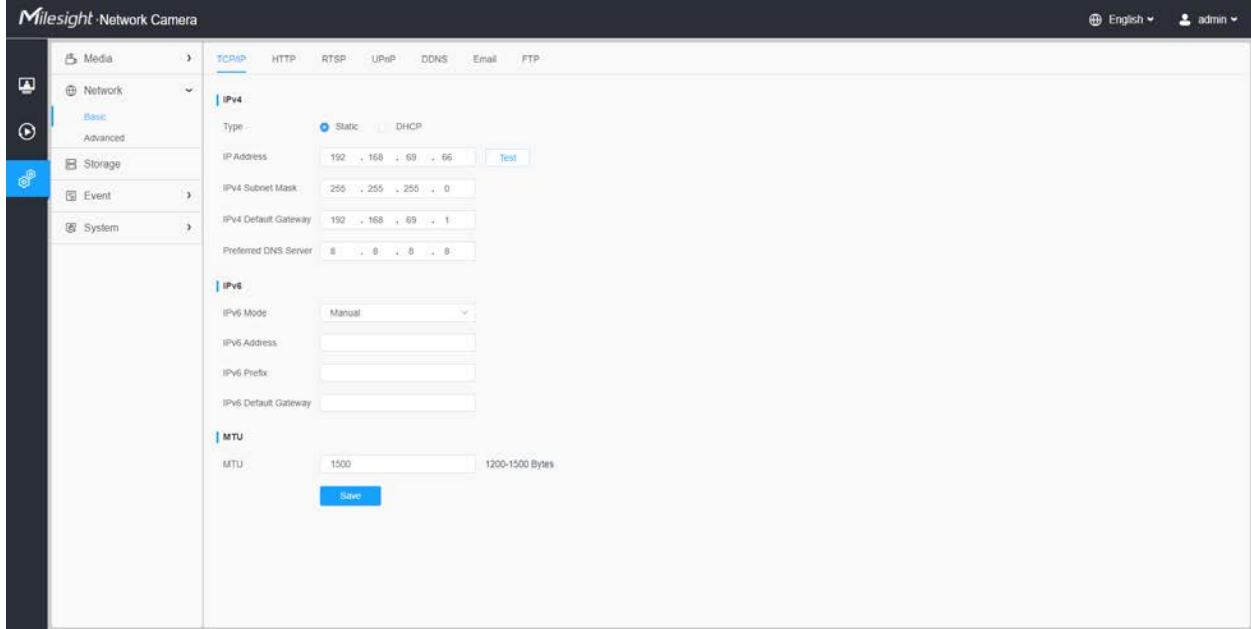 Milesight · Network Camera
English
admin
Media
Network
Basic
Advanced
Storage
Event
System
TCP/IP HTTP RTSP UPnP DDNS Email FTP
IPv4
Type Static DHCP
IP Address 192 . 168 . 69 . 66 Test
IPv4 Subnet Mask 255 . 255 . 255 . 0
IPv4 Default Gateway 192 . 168 . 69 . 1
Preferred DNS Server 8 . 8 . 8 . 8
IPv6
IPv6 Mode Manual
IPv6 Address
IPv6 Prefix
IPv6 Default Gateway
MTU
MTU 1500 1200-1500 Bytes
Save